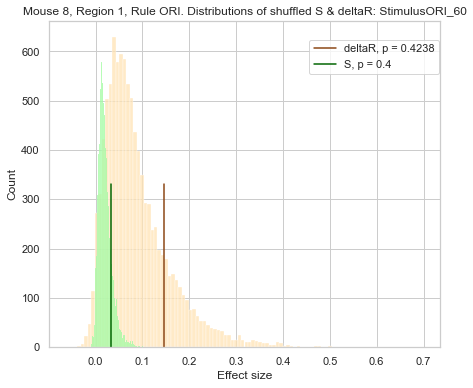 Mouse 8, Region 1, Rule ORI. Distributions of shuffled S & deltaR: StimulusORI_60
deltaR, p = 0.4238
S, p = 0.4
Count
600
500
400
300
200
100
0
0.0 0.1 0.2 0.3 0.4 0.5 0.6 0.7
Effect size